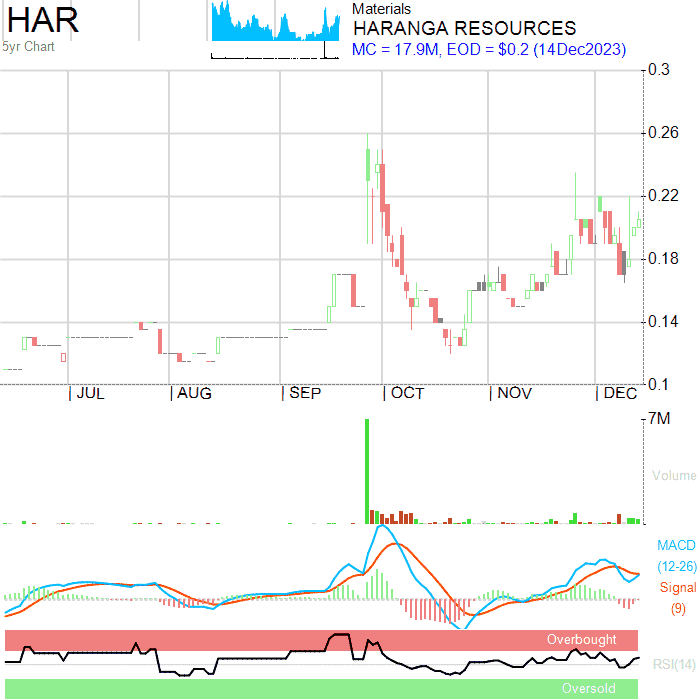 HAR
5yr Chart
Materials
HARANGA RESOURCES
MC = 17.9M, EOD = $0.2 (14Dec2023)
0.3
0.26
0.22
0.18
0.14
0.1
JUL AUG SEP OCT NOV DEC
7M
Volume
MACD
(12-26)
Signal
(9)
Overbought
RSI(14)
Oversold